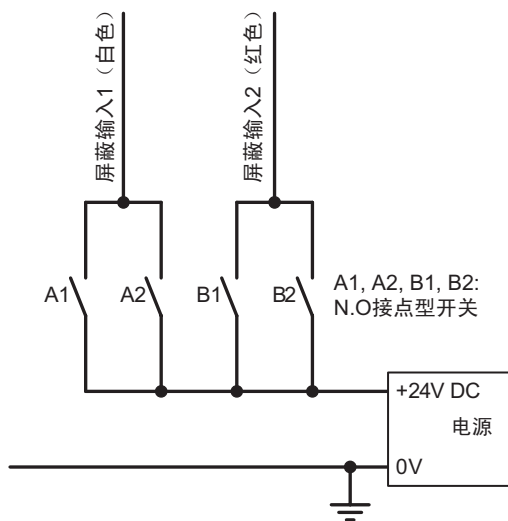 屏蔽输入1（白色）
屏蔽输入2（红色）
A1
A2
B1
B2
A1, A2, B1, B2:
N.O接点型开关
+24V DC
电源
0V